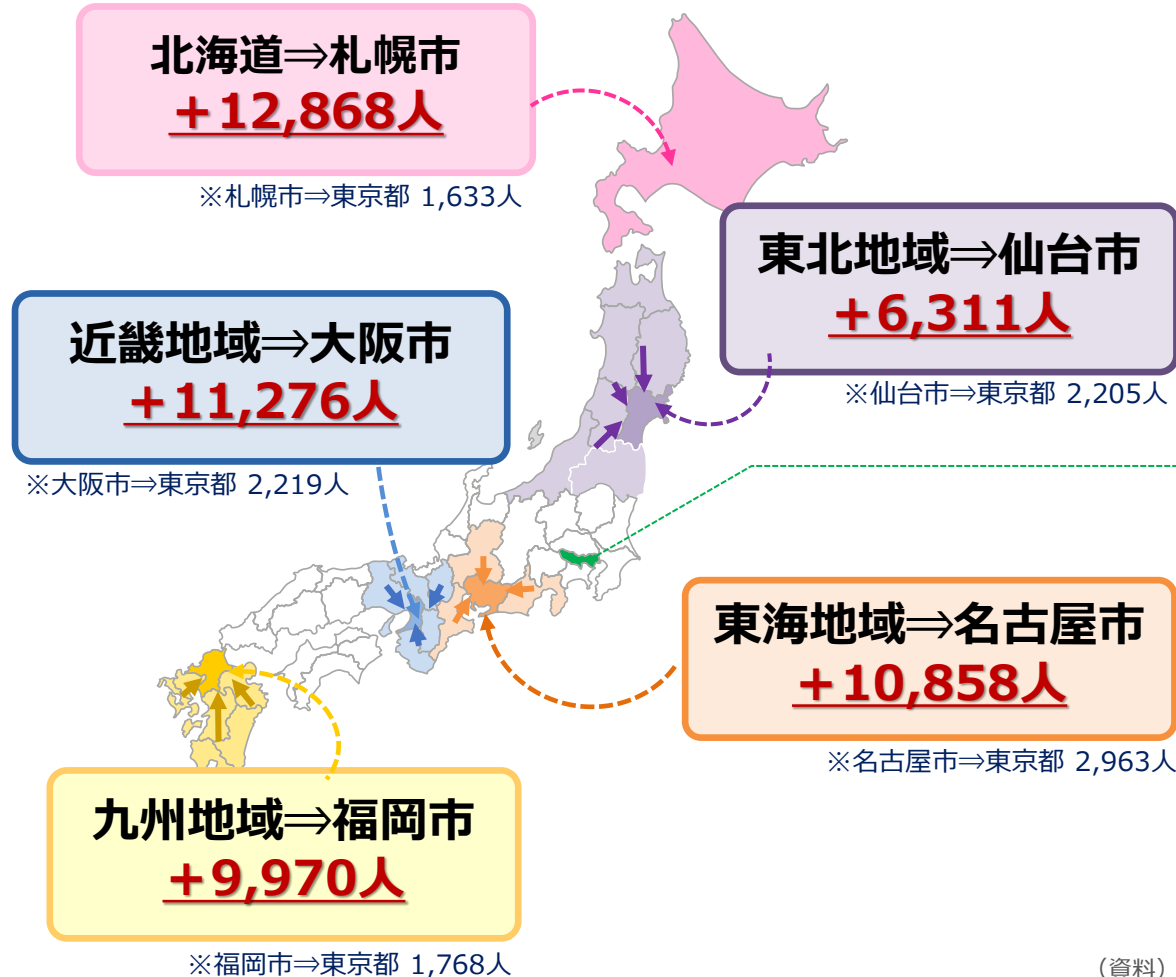 北海道⇒札幌市
+12,868人
※札幌市⇒東京都 1,633人
東北地域⇒仙台市
+6,311人
※仙台市⇒東京都 2,205人
近畿地域⇒大阪市
+11,276人
※大阪市⇒東京都 2,219人
東海地域⇒名古屋市
+10,858人
※名古屋市⇒東京都 2,963人
九州地域⇒福岡市
+9,970人
※福岡市⇒東京都 1,768人
（資料）